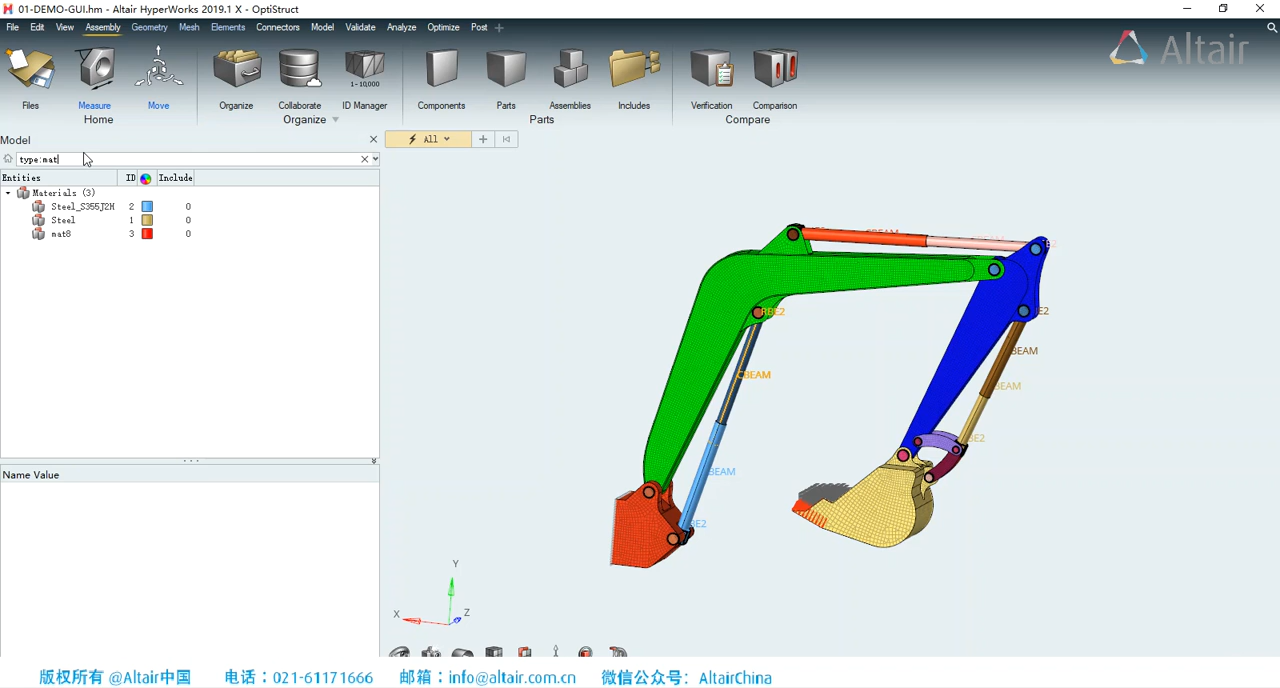 01-DEMO-GUI.hm - Altair HyperWorks 2019.1 X - OptiStruct
File Edit View Assembly Geometry Mesh Elements Connectors Model Validate Analyze Optimize Post
Altair
1-10,000
Files Measure Move Organize Collaborate ID Manager Components Parts Assemblies Includes Verification Comparison
Home Organize Parts Compare
Model
All
type:mat
Entities ID Include
Materials (3)
Steel_S355J2H 2 0
Steel 1 0
mat8 3 0
Name Value
RBE2
CBEAM
BEAM
BE2
BEAM
BEAM
BE2
E2
Y
X
Z
版权所有 @Altair中国 电话：021-61171666 邮箱：info@altair.com.cn 微信公众号：AltairChina